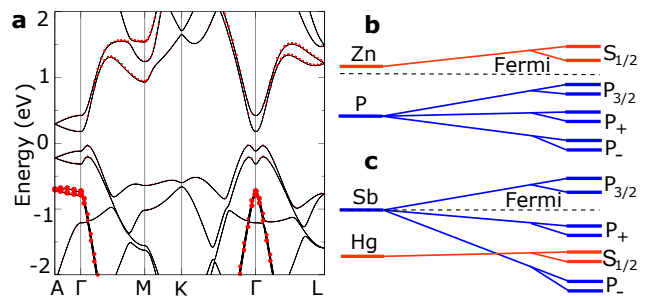 a
Energy (eV)
2
1
0
-1
-2
A Γ M K Γ L
b
Zn
Fermi
S1/2
P
P3/2
P+
P-
c
Sb
Fermi
P3/2
P+
Hg
S1/2
P-